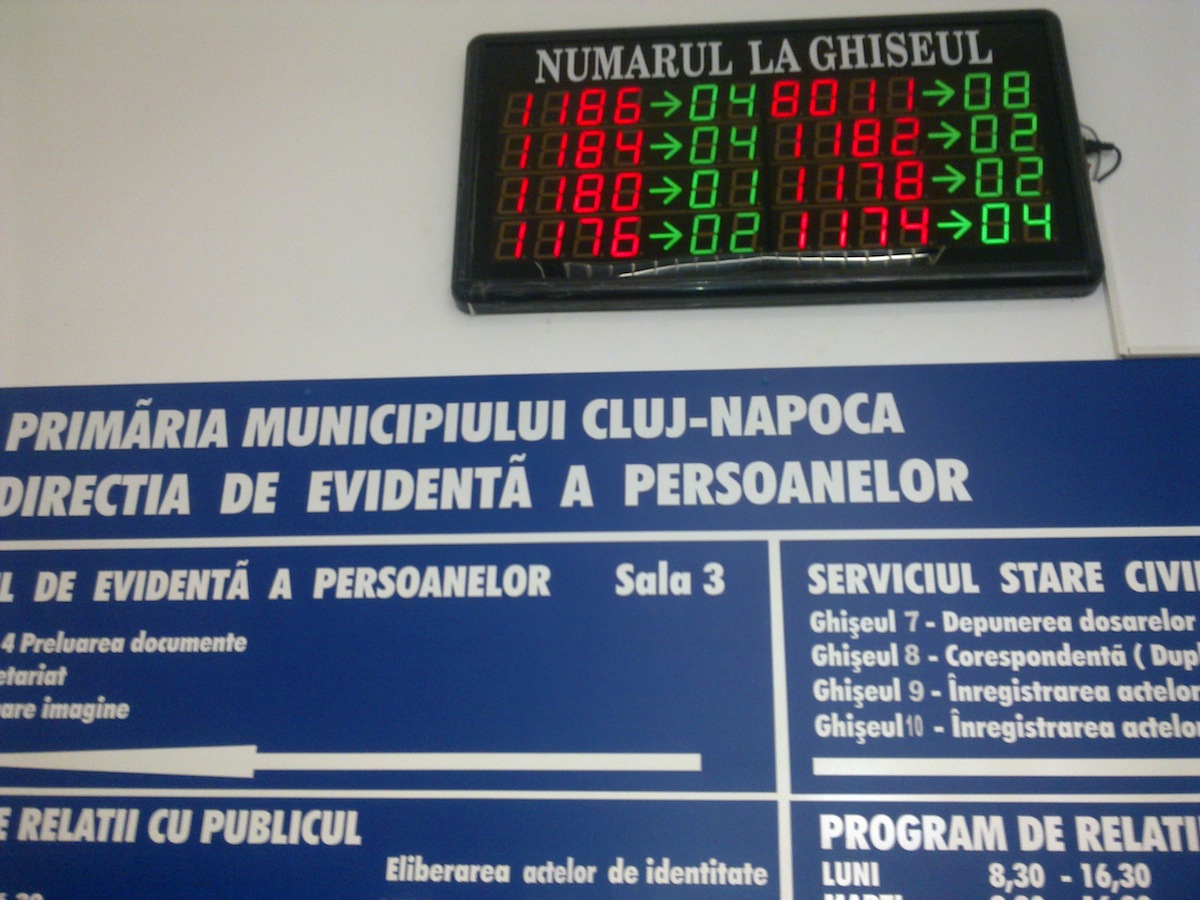 NUMARUL LA GHISEUL
1186→04 8011→08
1184→04 1182→02
1180→01 1178→02
1176→02 1174→04
PRIMÃRIA MUNICIPIULUI CLUJ-NAPOCA
DIRECTIA DE EVIDENTÃ A PERSOANELOR
L DE EVIDENTÃ A PERSOANELOR Sala 3
4 Preluarea documente
etariat
are imagine
SERVICIUL STARE CIVI
Ghişeul 7 - Depunerea dosarelor
Ghişeul 8 - Corespondentã ( Dupl
Ghişeul 9 - Înregistrarea actelor
Ghişeul 10 - Înregistrarea actelo
E RELATII CU PUBLICUL
Eliberarea actelor de identitate
PROGRAM DE RELATI
LUNI 8,30 - 16,30